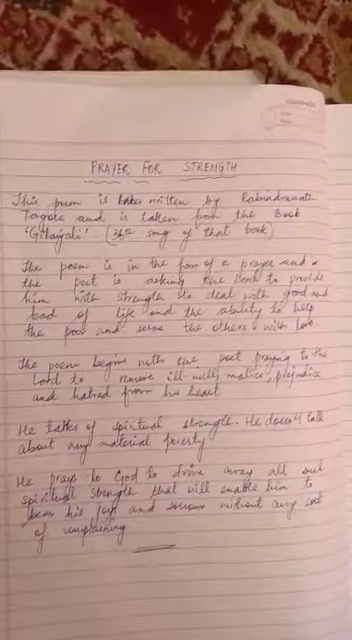 PRAYER FOR STRENGTH
This poem is written by Rabindranath
Tagore and is taken from the Book
'Gitanjali' - (36th song of that book)
The poem is in the form of a prayer and
the poet is asking the Lord to provide
him with strength to deal with good and
bad of life and the ability to help
the poor and serve the others with love.
The poem begins with the poet praying to the
Lord to remove ill will, malice, prejudice
and hatred from his heart
He talks of spiritual strength. He doesn't talk
about any material poverty
He prays to God to drive away all evil
spiritual strength that will enable him to
bear his joys and sorrows without any sort
of complaining